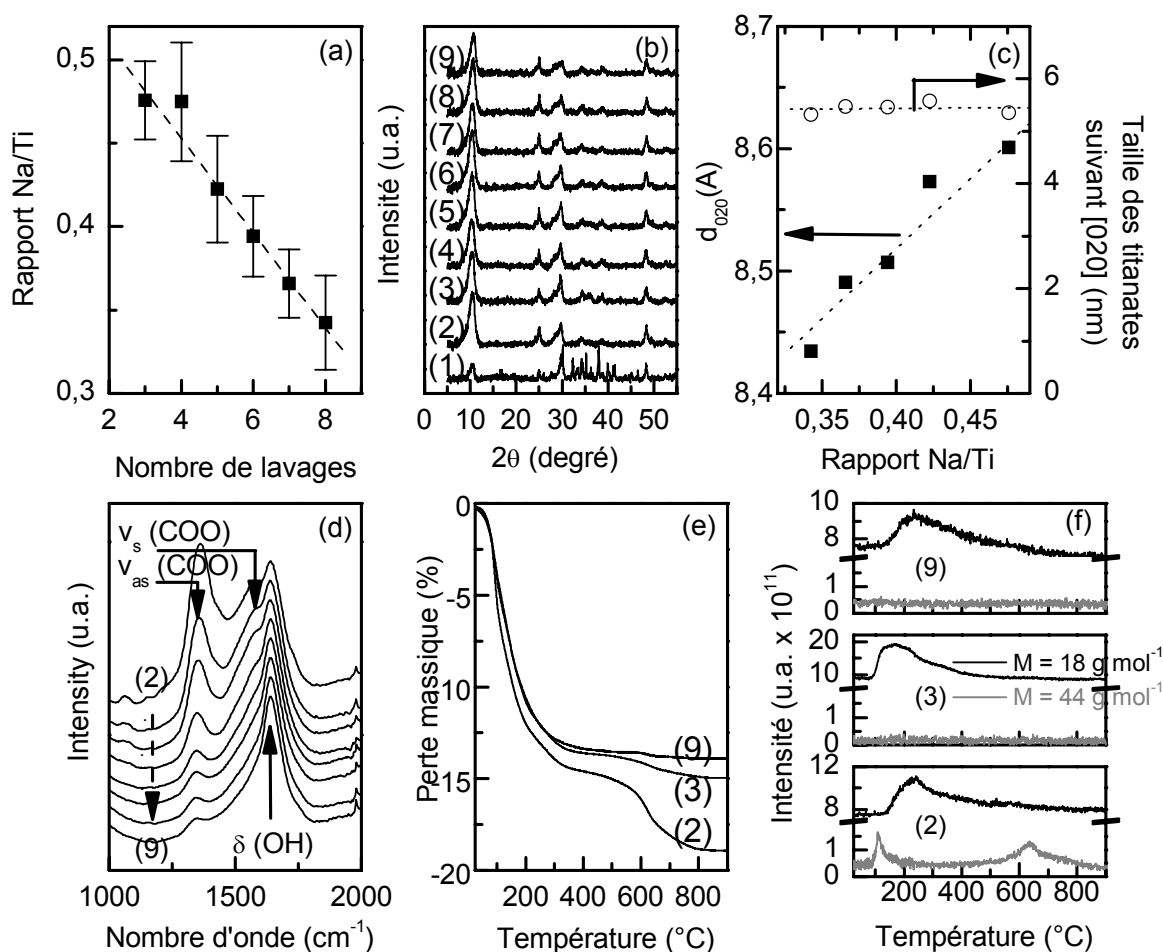 (a)
0,5
0,4
0,3
Rapport Na/Ti
2 4 6 8
Nombre de lavages
(b)
(9)
(8)
(7)
(6)
(5)
(4)
(3)
(2)
(1)
Intensité (u.a.)
0 10 20 30 40 50
2θ (degré)
(c)
8,7
8,6
8,5
8,4
d020(A)
6
4
2
0
Taille des titanates
suivant [020] (nm)
0,35 0,40 0,45
Rapport Na/Ti
(d)
νs (COO)
νas (COO)
(2)
(9)
δ (OH)
Intensity (u.a.)
1000 1500 2000
Nombre d'onde (cm-1)
(e)
0
-5
-10
-15
-20
Perte massique (%)
(9)
(3)
(2)
200 400 600 800
Température (°C)
(f)
10
8
1
0
(9)
20
10
1
0
M = 18 g mol-1
(3)
M = 44 g mol-1
12
8
1
0
(2)
Intensité (u.a. x 1011)
200 400 600 800
Température (°C)